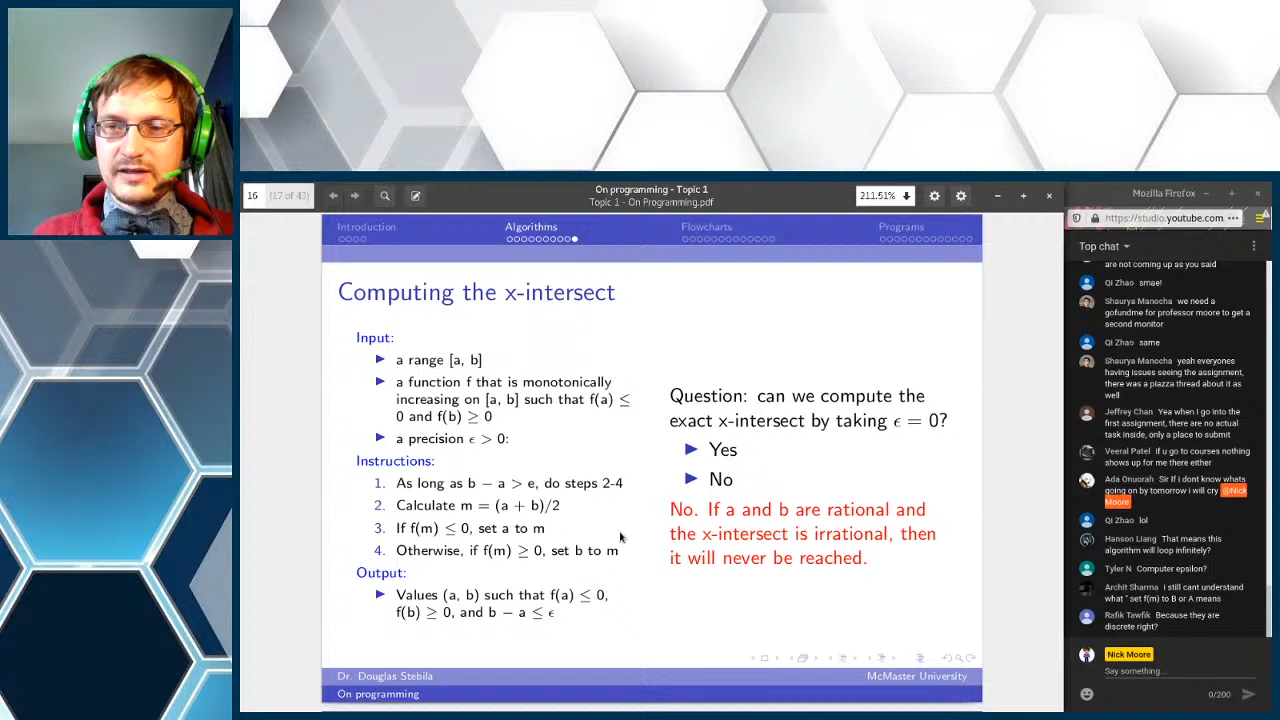 16
(17 of 43)
On programming - Topic 1
Topic 1 - On Programming.pdf
211.51%
Introduction
Algorithms
Flowcharts
Programs
Computing the x-intersect
Input:
a range [a, b]
a function f that is monotonically
increasing on [a, b] such that f(a) ≤
0 and f(b) ≥ 0
a precision ϵ > 0:
Instructions:
1. As long as b − a > e, do steps 2-4
2. Calculate m = (a + b)/2
3. If f(m) ≤ 0, set a to m
4. Otherwise, if f(m) ≥ 0, set b to m
Output:
Values (a, b) such that f(a) ≤ 0,
f(b) ≥ 0, and b − a ≤ ϵ
Question: can we compute the
exact x-intersect by taking ϵ = 0?
Yes
No
No. If a and b are rational and
the x-intersect is irrational, then
it will never be reached.
Dr. Douglas Stebila
McMaster University
On programming
Mozilla Firefox
https://studio.youtube.com
Top chat
are not coming up as you said
Qi Zhao smae!
Shaurya Manocha we need a
gofundme for professor moore to get a
second monitor
Qi Zhao same
Shaurya Manocha yeah everyones
having issues seeing the assignment,
there was a piazza thread about it as
well
Jeffrey Chan Yea when I go into the
first assignment, there are no actual
task inside, only a place to submit
Veeral Patel if u go to courses nothing
shows up for me there either
Ada Onuorah Sir If i dont know whats
going on by tomorrow i will cry @Nick
Moore
Qi Zhao lol
Hanson Liang That means this
algorithm will loop infinitely?
Tyler N Computer epsilon?
Archit Sharma i still cant understand
what " set f(m) to B or A means
Rafik Tawfik Because they are
discrete right?
Nick Moore
Say something...
0/200